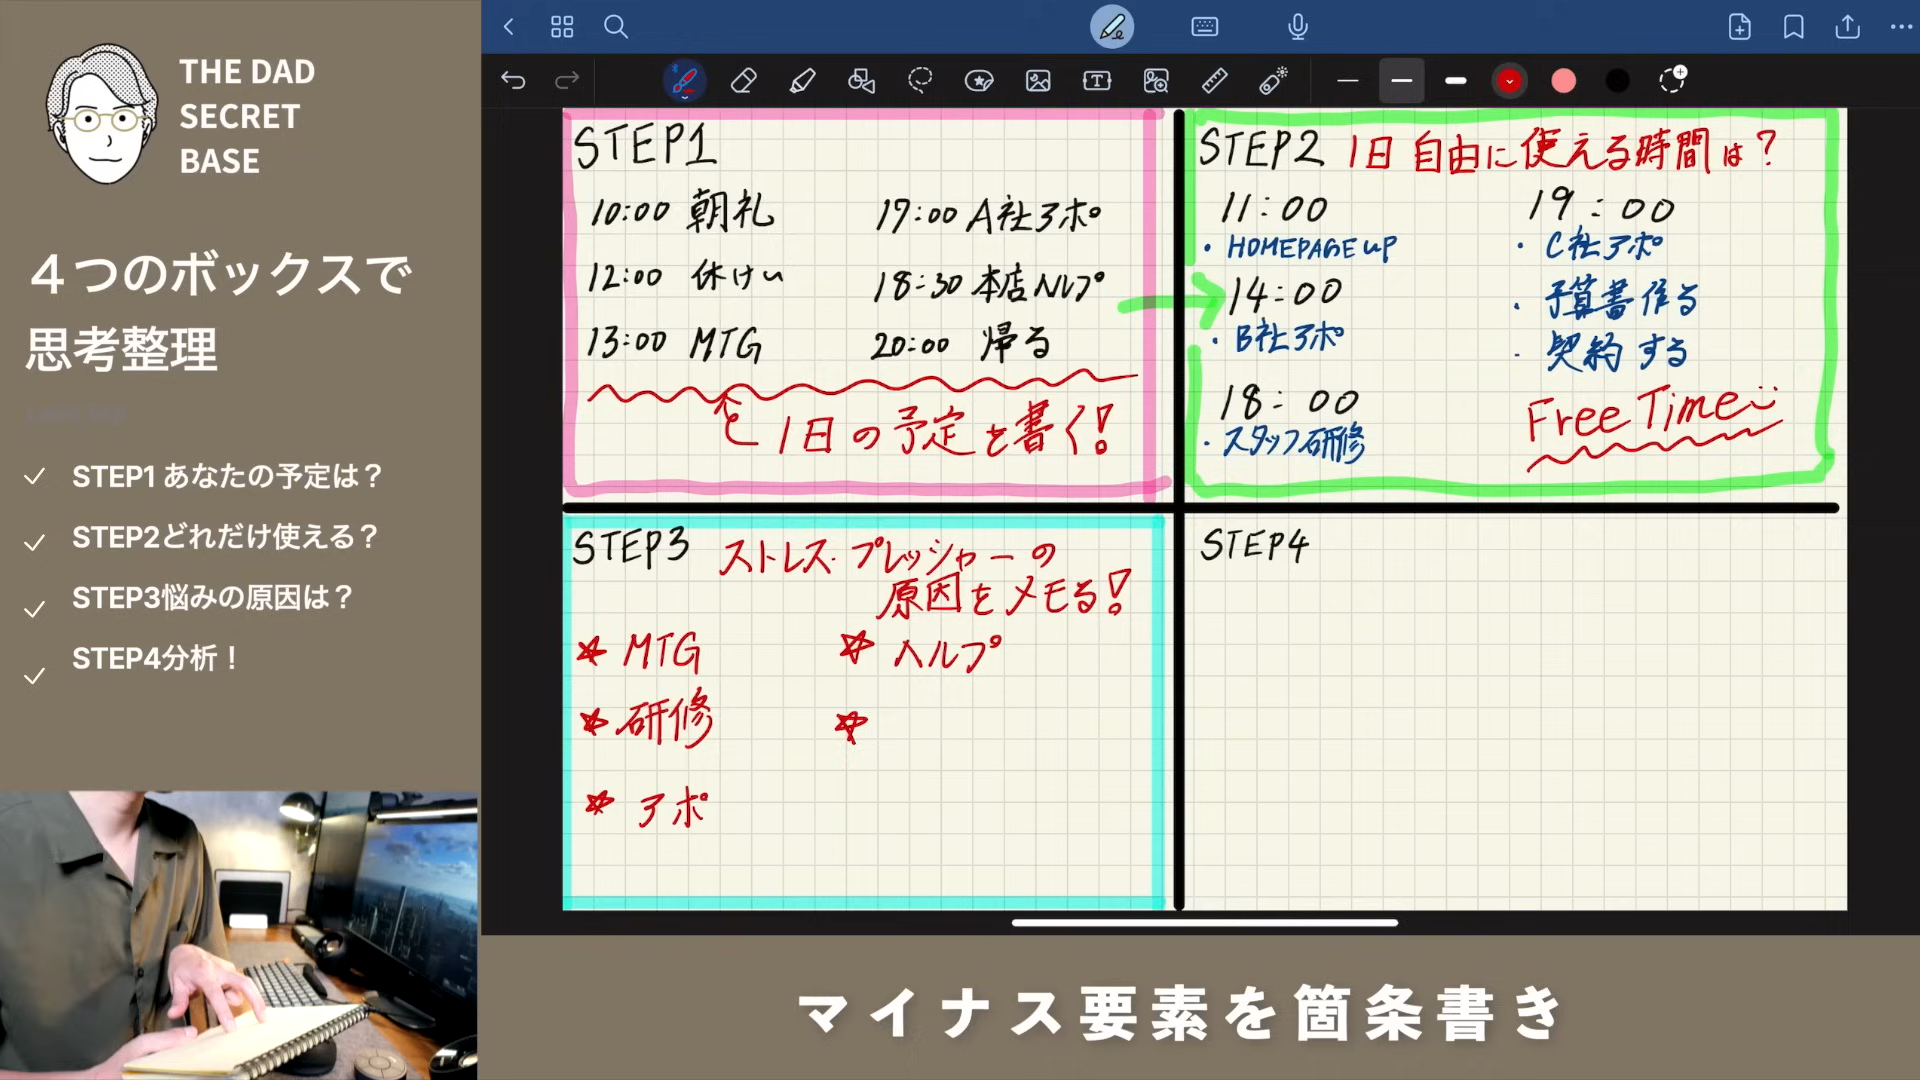 THE DAD
SECRET
BASE
４つのボックスで
思考整理
STEP1 あなたの予定は？
STEP2どれだけ使える？
STEP3悩みの原因は？
STEP4分析！
STEP1
10:00 朝礼
12:00 休けい
13:00 MTG
17:00 A社アポ
18:30 本店ヘルプ
20:00 帰る
1日の予定を書く!
STEP2 1日自由に使える時間は?
11:00
・HOMEPAGE UP
14:00
・B社アポ
18:00
・スタッフ研修
19:00
・C社アポ
・予算書作る
・契約する
Free Time
STEP3 ストレス・プレッシャーの
原因をメモる!
☆ MTG
☆ 研修
☆ アポ
☆ ヘルプ
☆
STEP4
マイナス要素を箇条書き